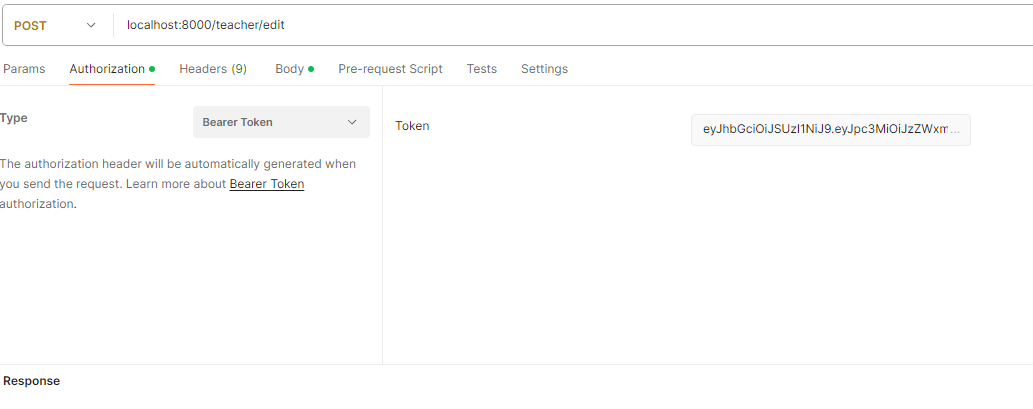 POST localhost:8000/teacher/edit
Params Authorization Headers (9) Body Pre-request Script Tests Settings
Type Bearer Token
The authorization header will be automatically generated when
you send the request. Learn more about Bearer Token
authorization.
Token eyJhbGciOiJSUzI1NiJ9.eyJpc3MiOiJzZWxm...
Response